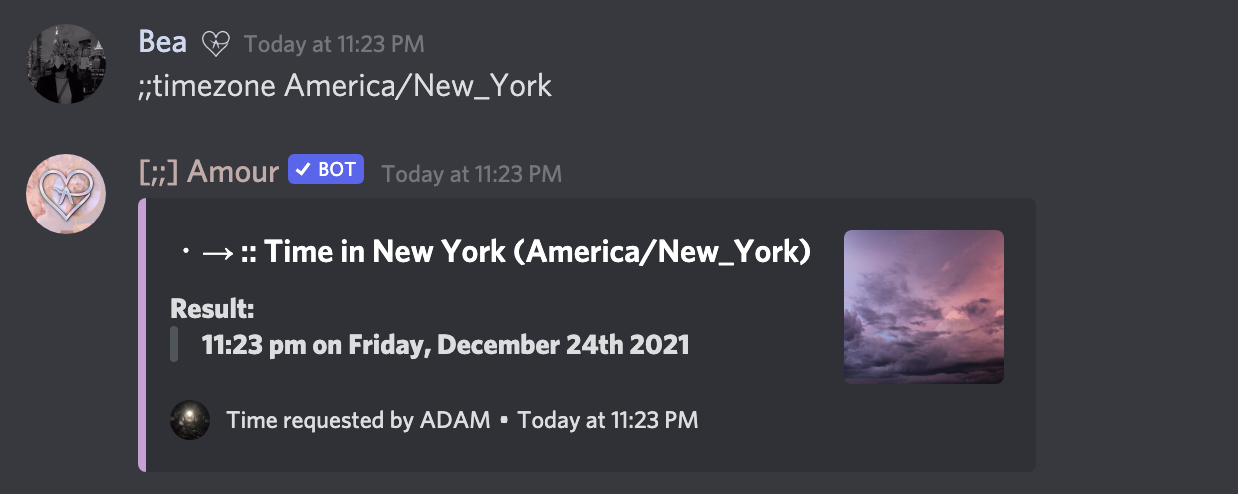 Bea Today at 11:23 PM
;;timezone America/New_York
[;;] Amour ✓ BOT Today at 11:23 PM
· → :: Time in New York (America/New_York)
Result:
11:23 pm on Friday, December 24th 2021
Time requested by ADAM • Today at 11:23 PM